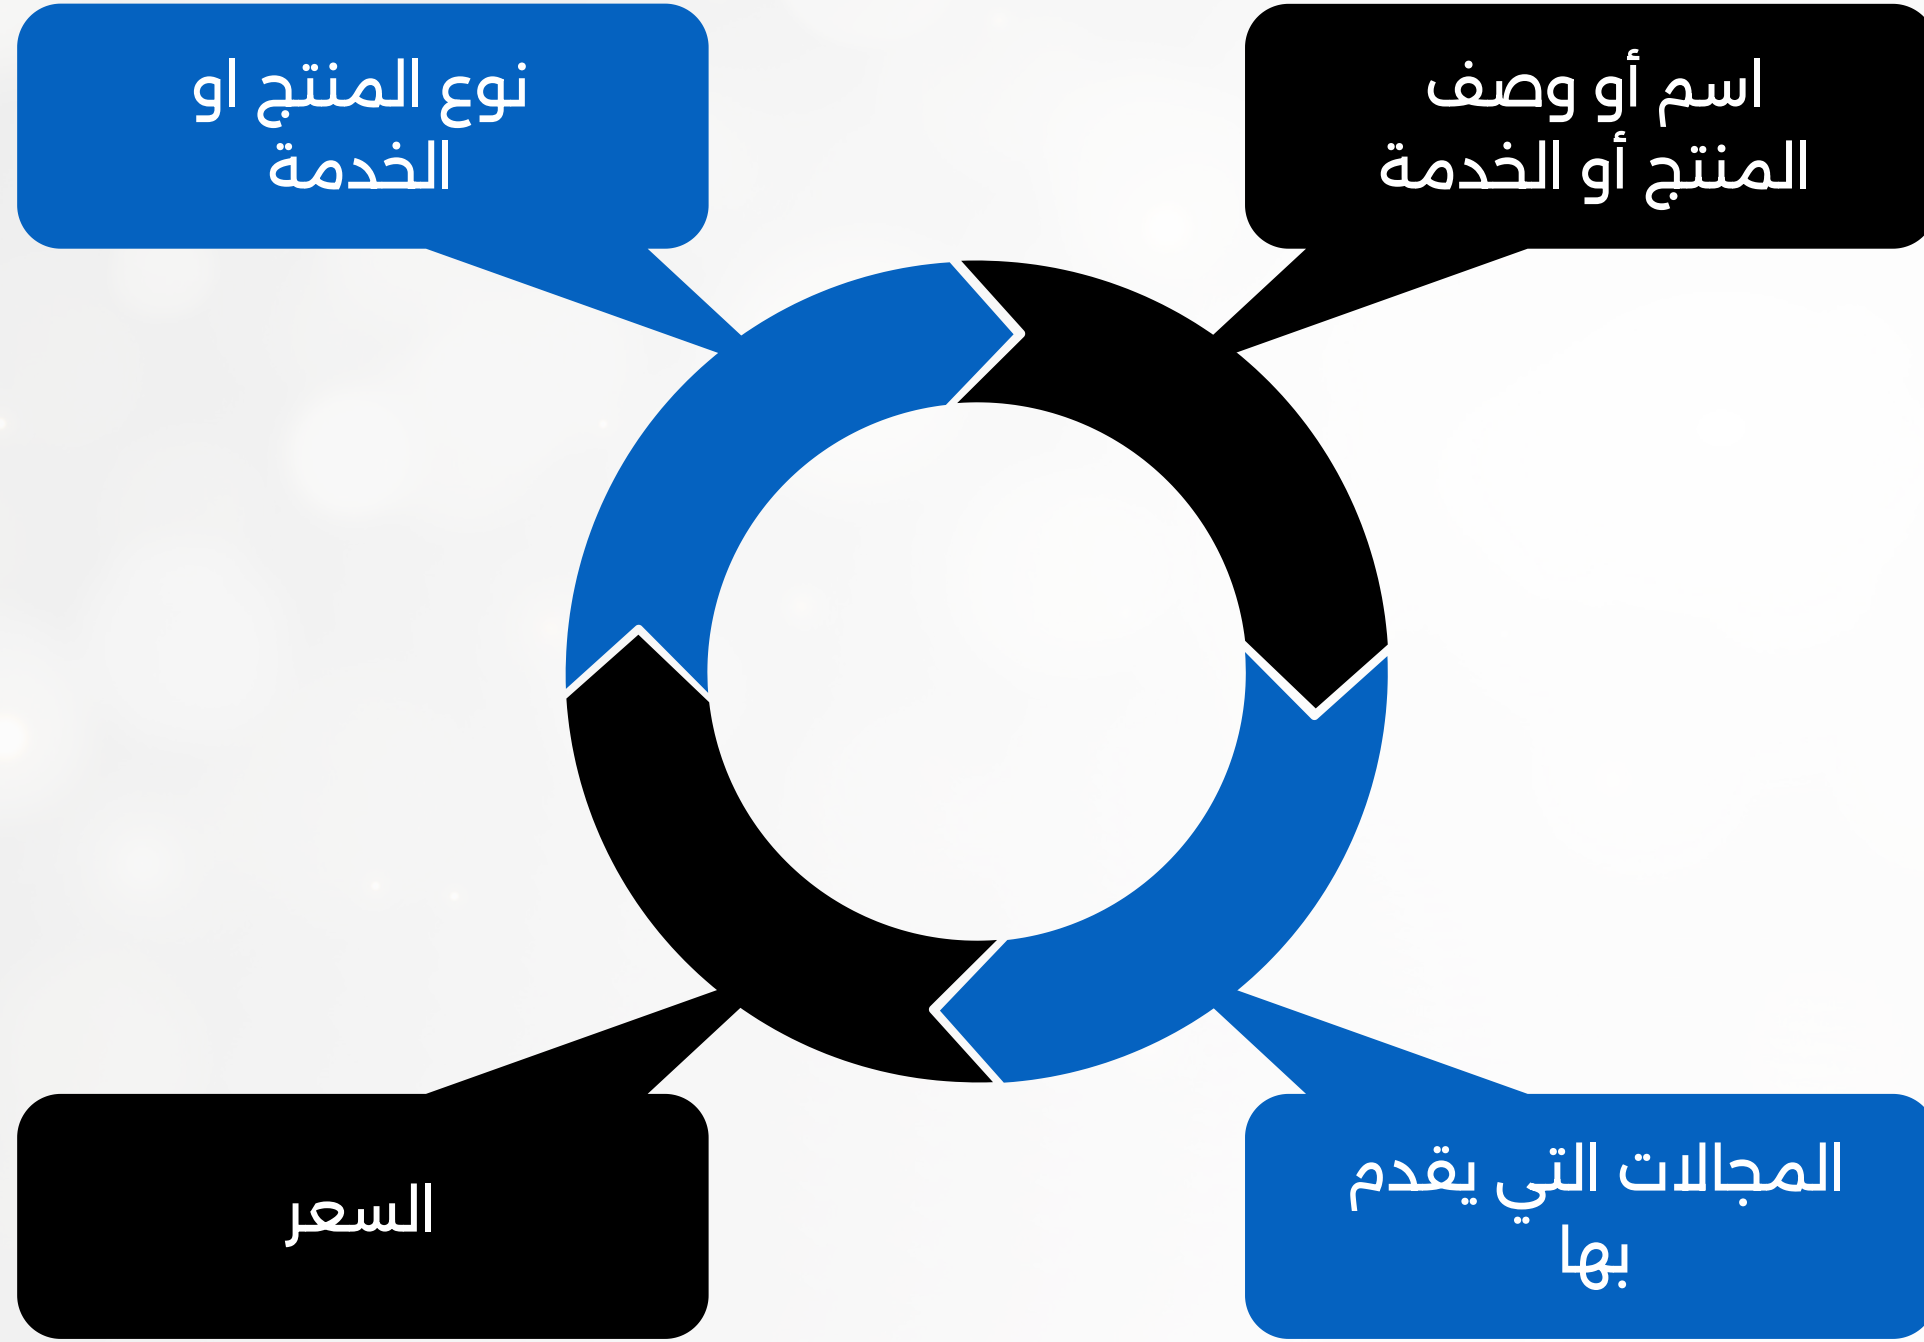 اسم أو وصف
المنتج أو الخدمة
نوع المنتج او
الخدمة
المجالات التي يقدم
بها
السعر